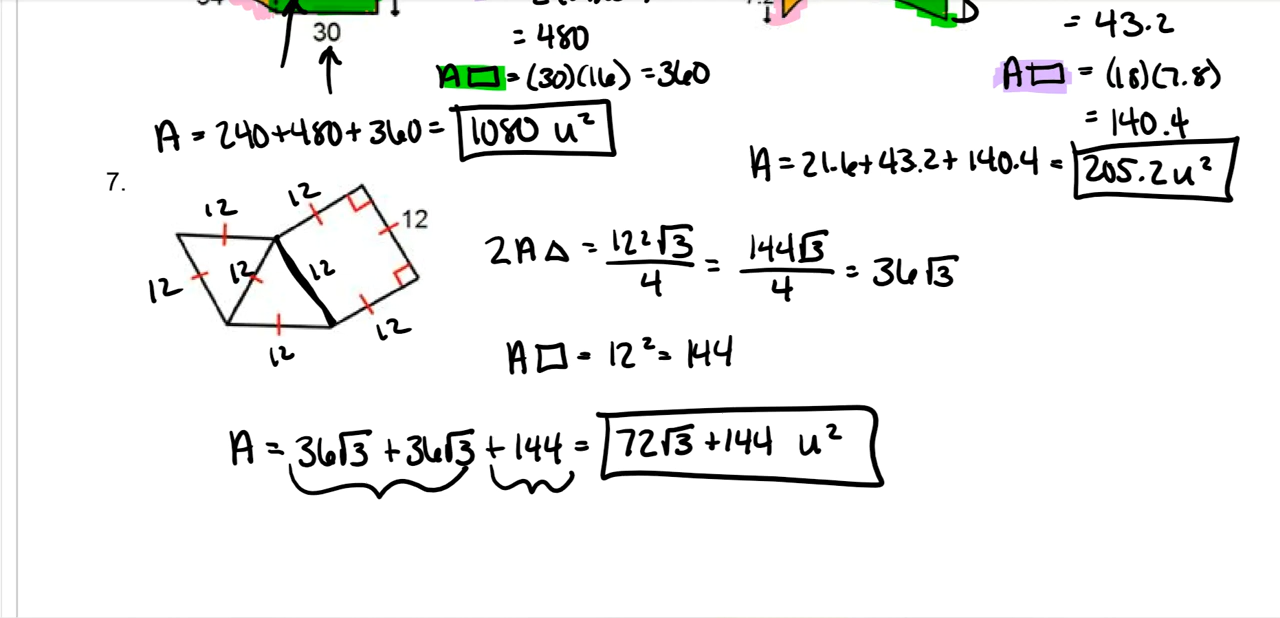 30
= 480
A▭ = (30)(16) = 360
A = 240+480+360 = 1080 u²
= 43.2
A▭ = (18)(7.8)
= 140.4
A = 21.6+43.2+140.4 = 205.2 u²
7.
12
12
12
12
12
12
12
12
2A△ = 12²√3/4 = 144√3/4 = 36√3
A□ = 12² = 144
A = 36√3 + 36√3 + 144 = 72√3 + 144 u²